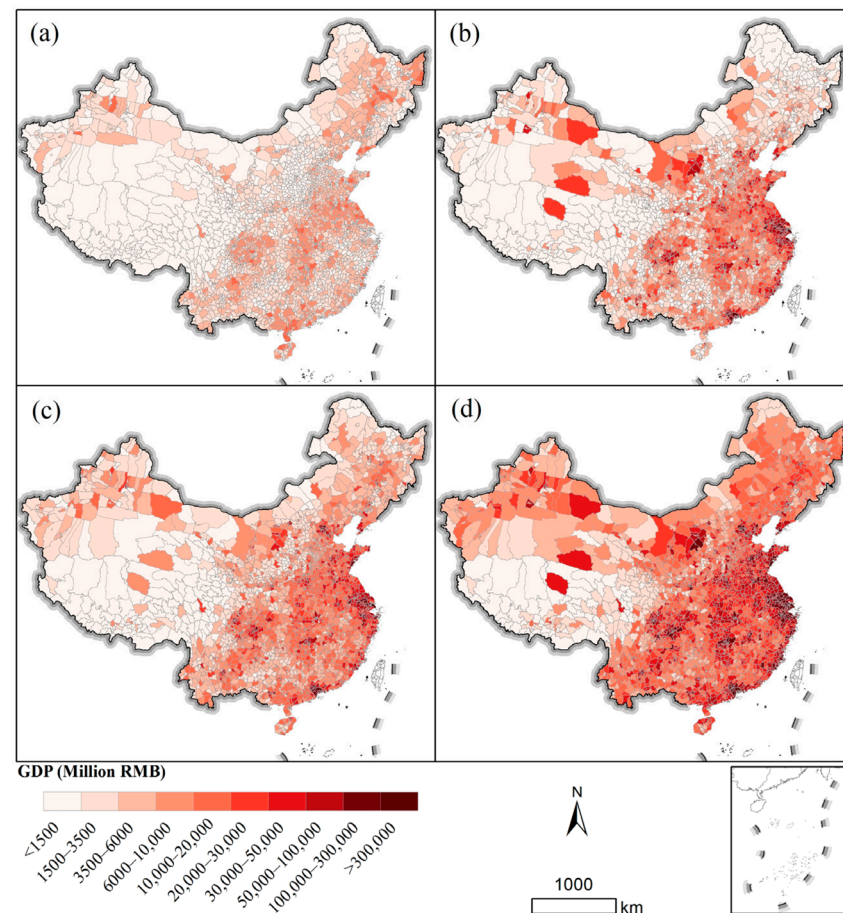 (a)
(b)
(c)
(d)
GDP (Million RMB)
<1500
1500–3500
3500–6000
6000–10,000
10,000–20,000
20,000–30,000
30,000–50,000
50,000–100,000
100,000–300,000
>300,000
N
1000
km